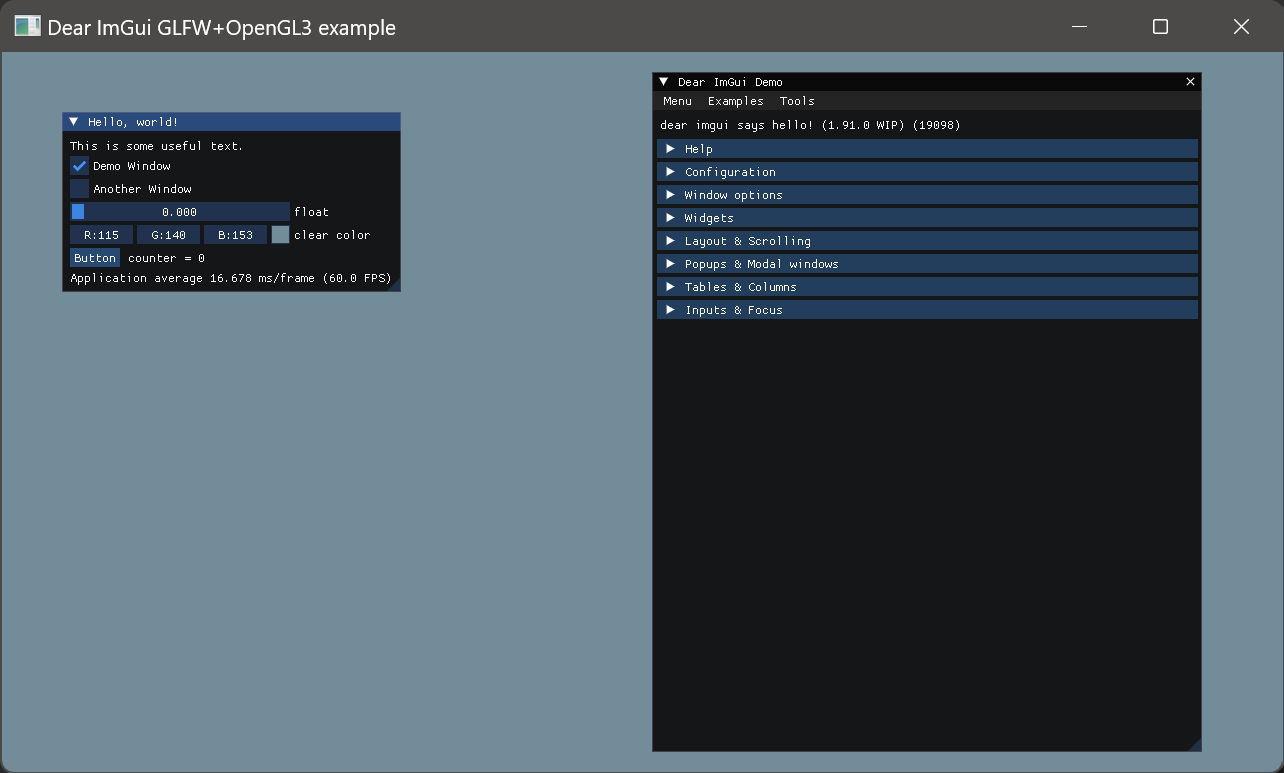 Dear ImGui GLFW+OpenGL3 example
Hello, world!
This is some useful text.
Demo Window
Another Window
0.000 float
R:115 G:140 B:153 clear color
Button counter = 0
Application average 16.678 ms/frame (60.0 FPS)
Dear ImGui Demo
Menu Examples Tools
dear imgui says hello! (1.91.0 WIP) (19098)
Help
Configuration
Window options
Widgets
Layout & Scrolling
Popups & Modal windows
Tables & Columns
Inputs & Focus